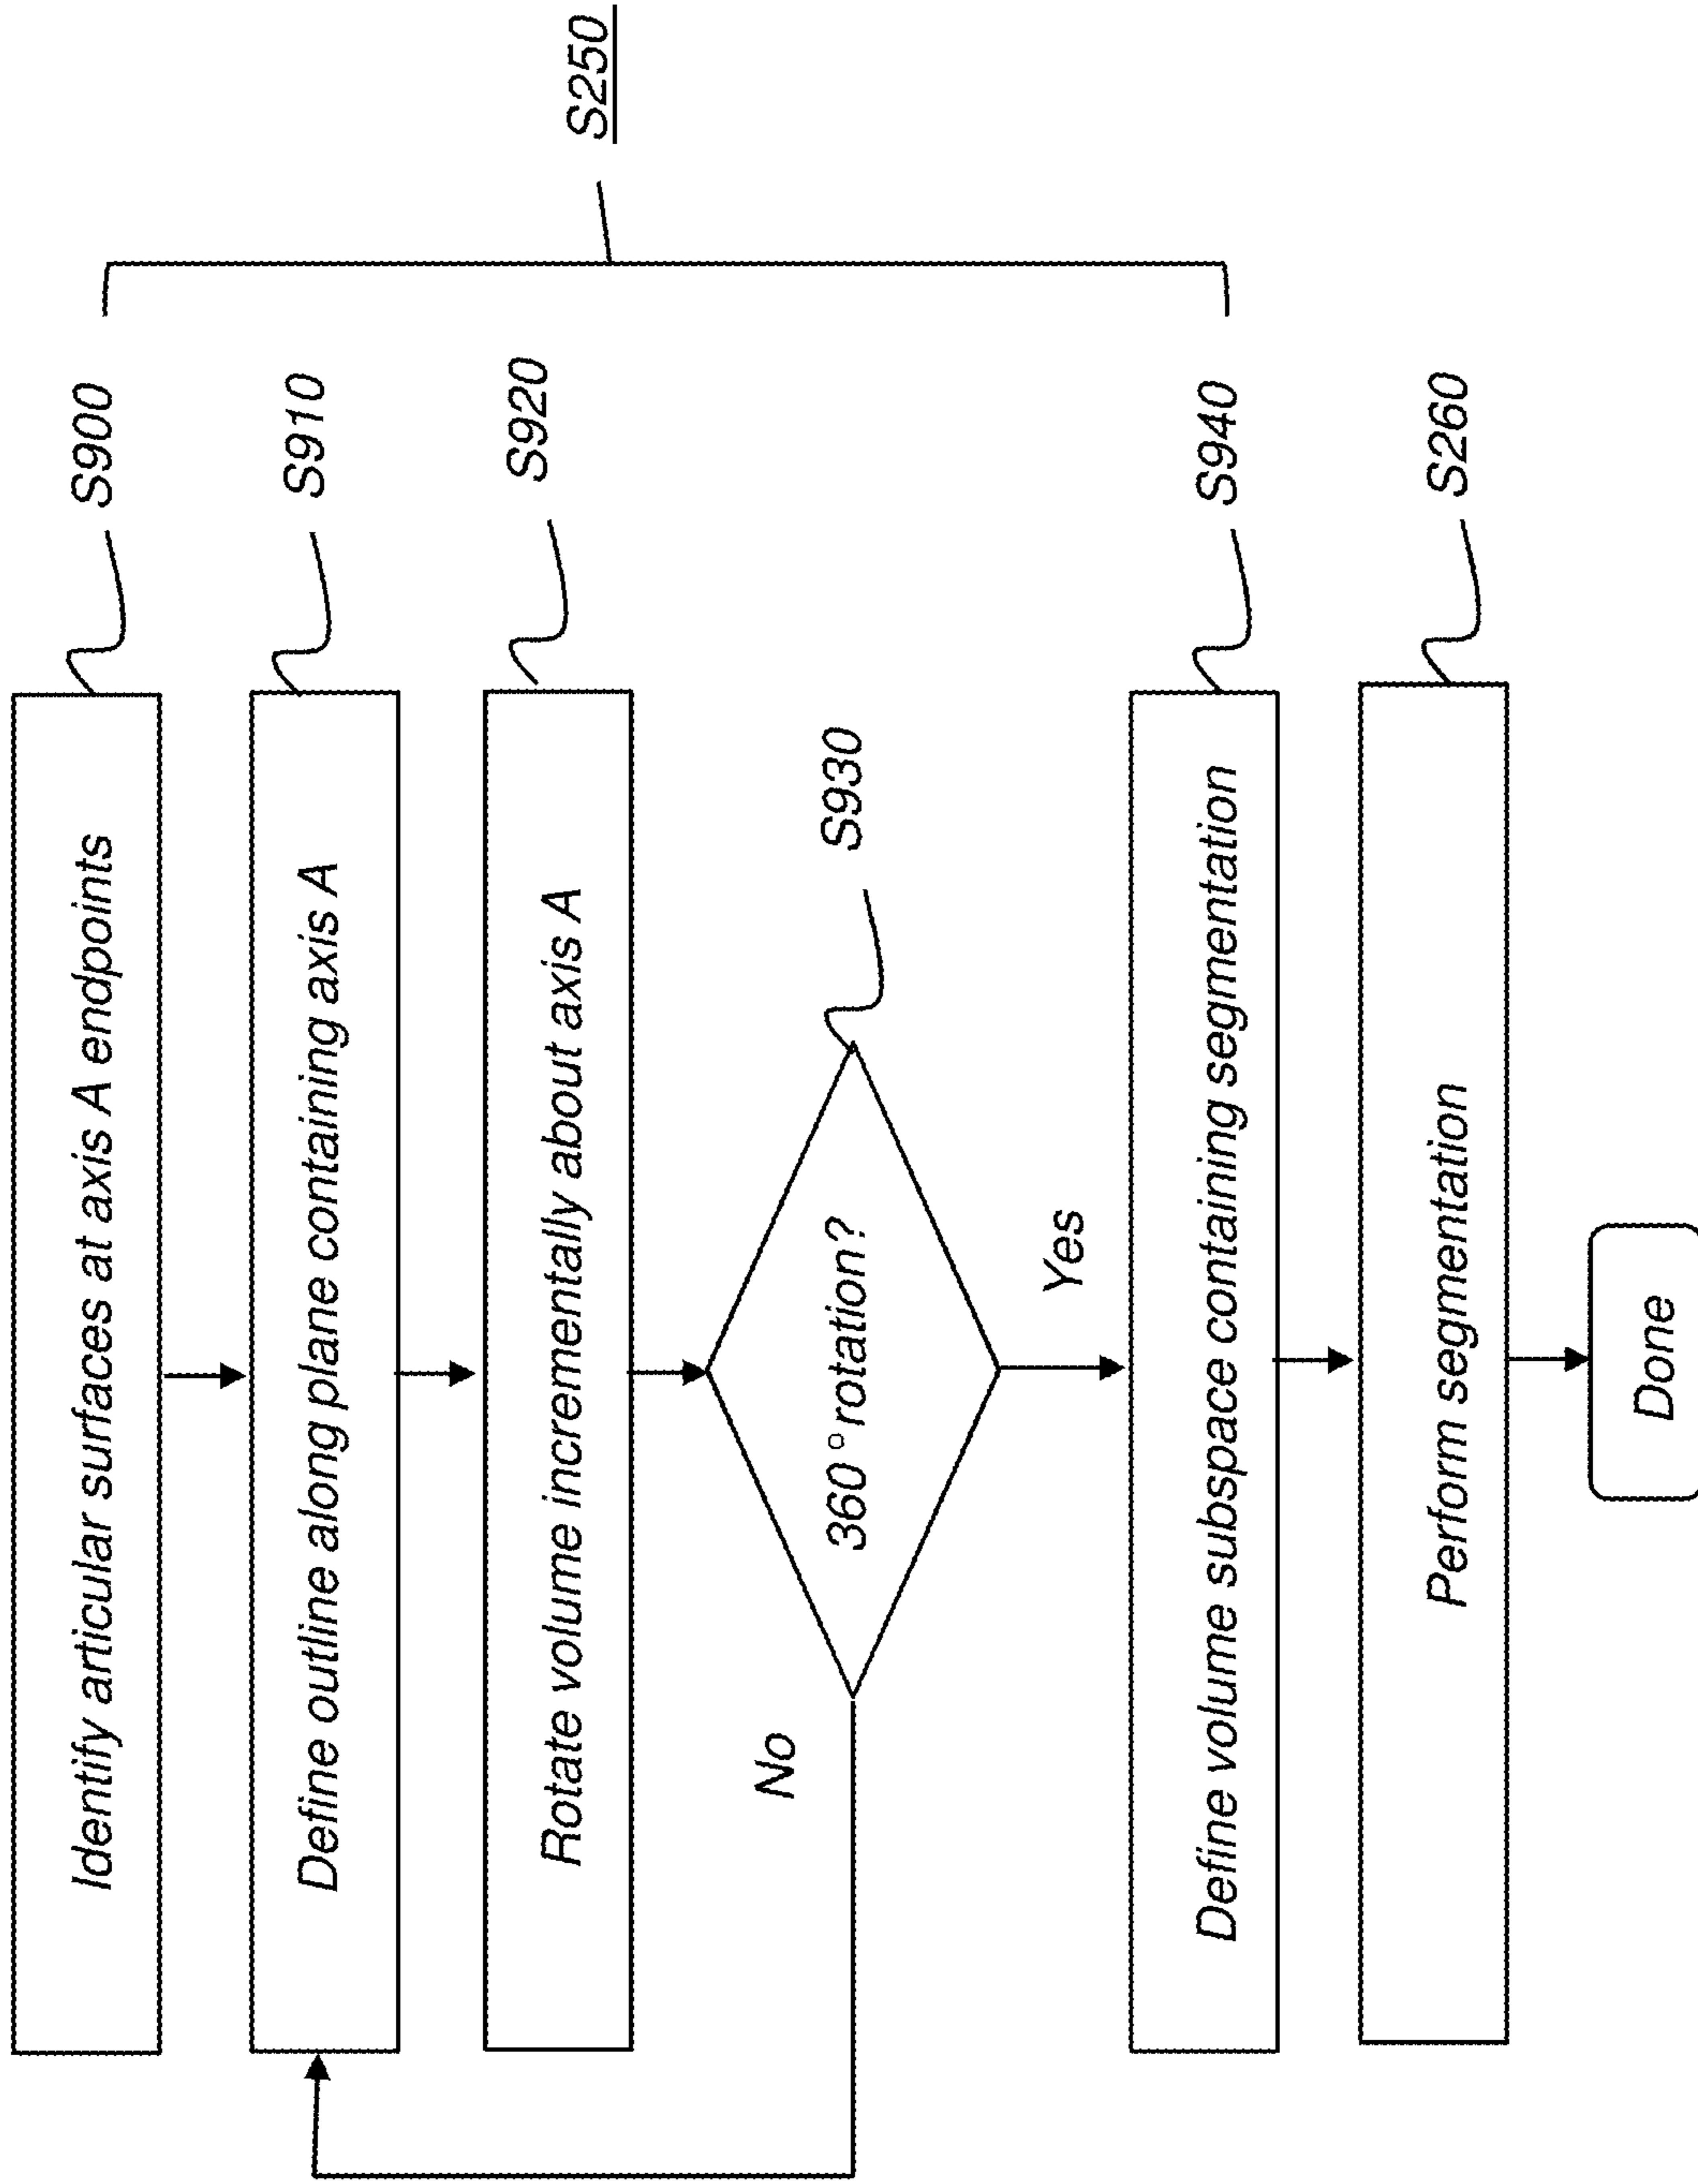 Identify articular surfaces at axis A endpoints
S900
Define outline along plane containing axis A
S910
Rotate volume incrementally about axis A
S920
360° rotation?
S930
No
Yes
Define volume subspace containing segmentation
S940
S250
Perform segmentation
S260
Done